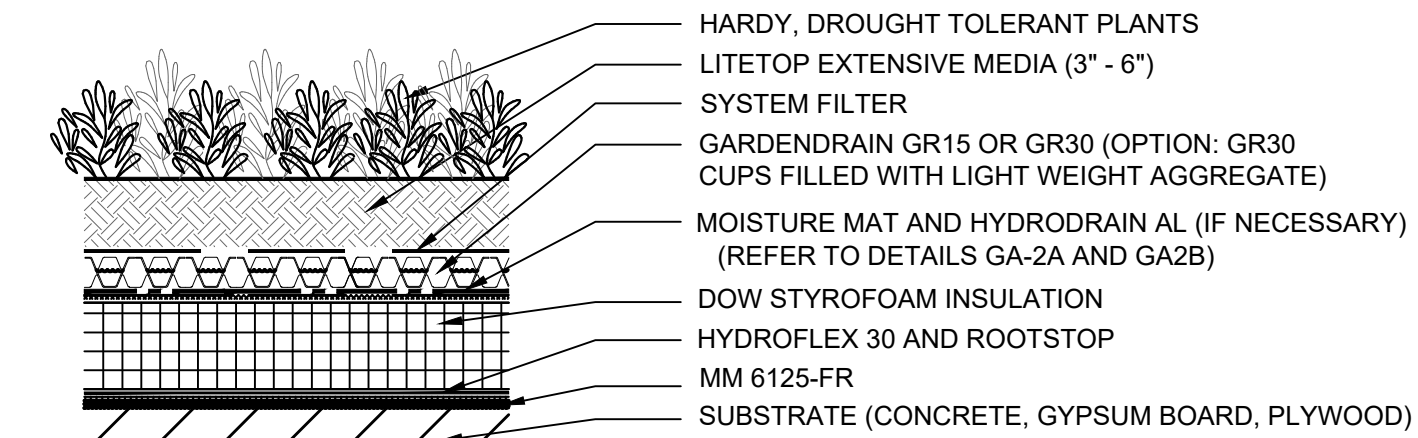 HARDY, DROUGHT TOLERANT PLANTS
LITETOP EXTENSIVE MEDIA (3" - 6")
SYSTEM FILTER
GARDENDRAIN GR15 OR GR30 (OPTION: GR30
CUPS FILLED WITH LIGHT WEIGHT AGGREGATE)
MOISTURE MAT AND HYDRODRAIN AL (IF NECESSARY)
(REFER TO DETAILS GA-2A AND GA2B)
DOW STYROFOAM INSULATION
HYDROFLEX 30 AND ROOTSTOP
MM 6125-FR
SUBSTRATE (CONCRETE, GYPSUM BOARD, PLYWOOD)